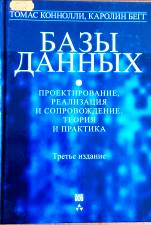 ТОМАС КОННОЛЛИ, КАРОЛИН БЕГГ
БАЗЫ
ДАННЫХ
ПРОЕКТИРОВАНИЕ,
РЕАЛИЗАЦИЯ
И СОПРОВОЖДЕНИЕ.
ТЕОРИЯ
И ПРАКТИКА
Третье издание